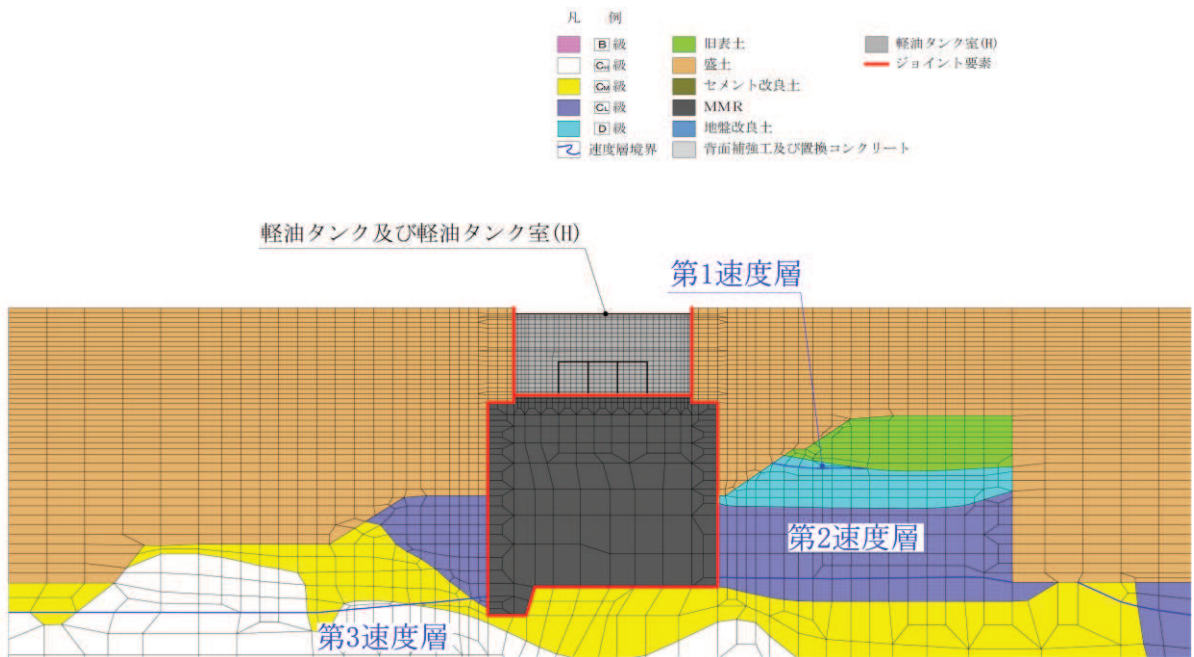 凡 例
B 級
CH 級
CM 級
CL 級
D 級
速度層境界
旧表土
盛土
セメント改良土
MMR
地盤改良土
背面補強工及び置換コンクリート
軽油タンク室(H)
ジョイント要素
軽油タンク及び軽油タンク室(H)
第1速度層
第2速度層
第3速度層